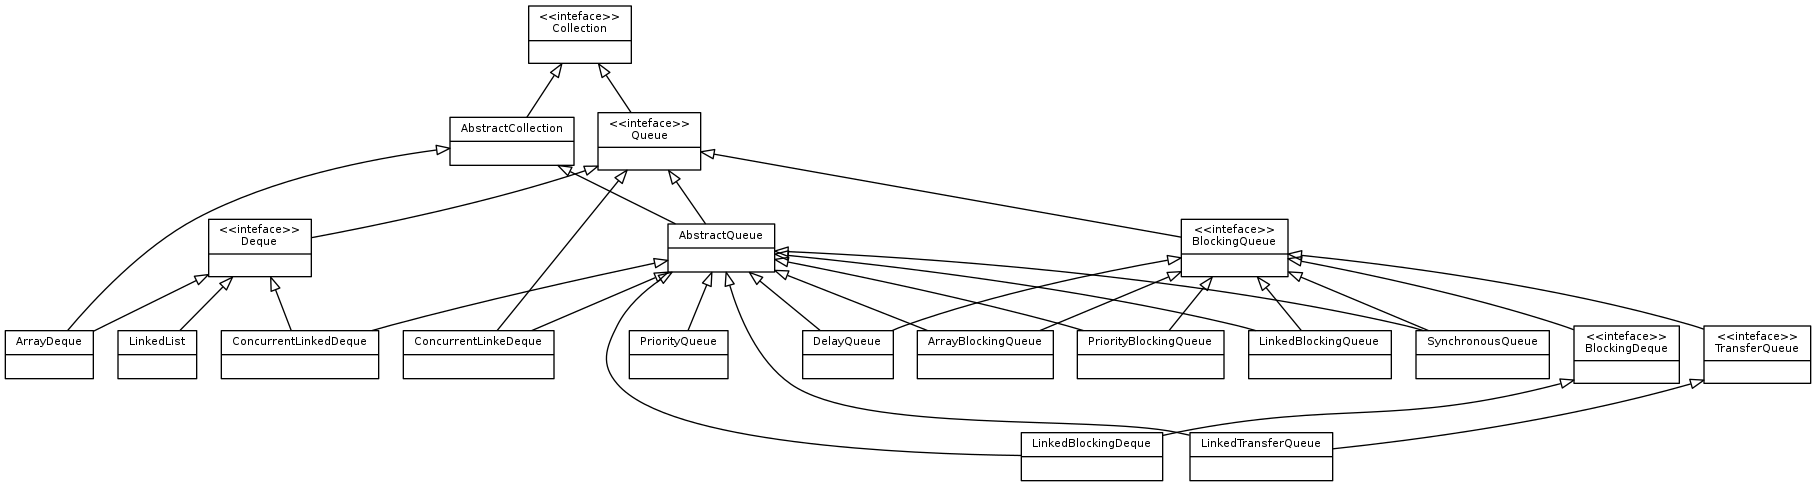 <<inteface>>
Collection
AbstractCollection
<<inteface>>
Queue
<<inteface>>
Deque
AbstractQueue
<<inteface>>
BlockingQueue
ArrayDeque
LinkedList
ConcurrentLinkedDeque
ConcurrentLinkeDeque
PriorityQueue
DelayQueue
ArrayBlockingQueue
PriorityBlockingQueue
LinkedBlockingQueue
SynchronousQueue
<<inteface>>
BlockingDeque
<<inteface>>
TransferQueue
LinkedBlockingDeque
LinkedTransferQueue